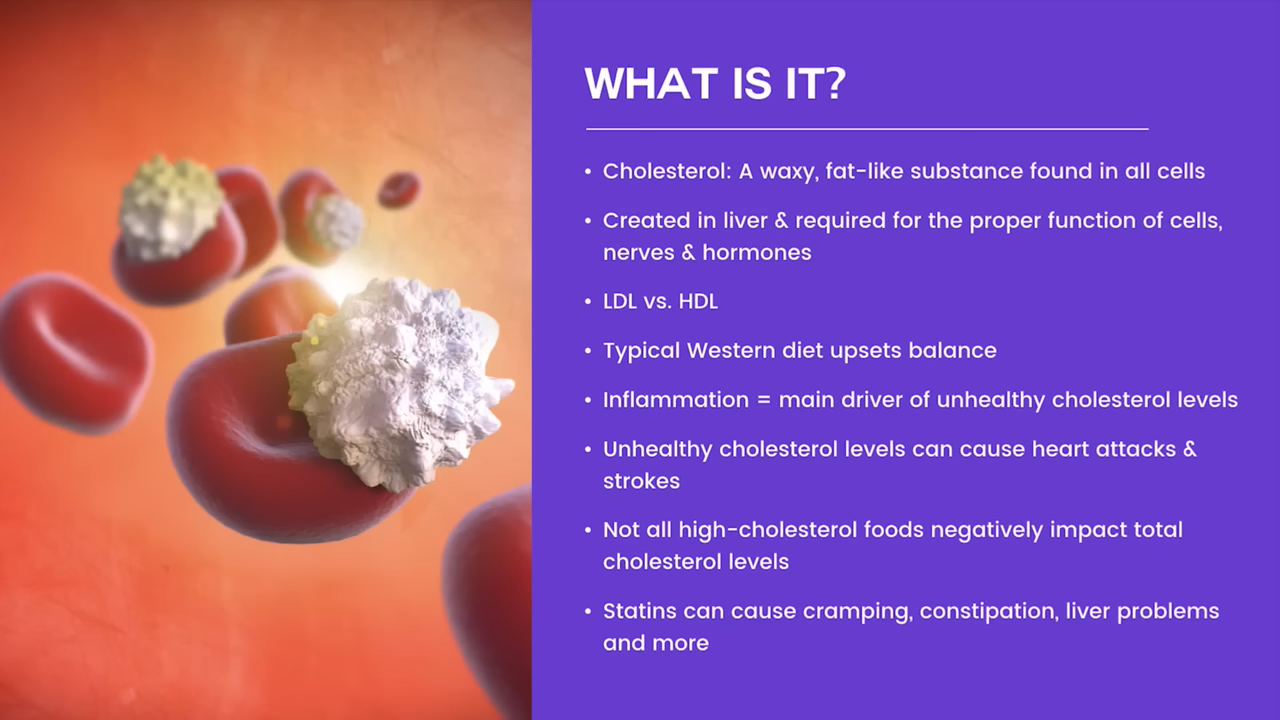 WHAT IS IT?
• Cholesterol: A waxy, fat-like substance found in all cells
• Created in liver & required for the proper function of cells,
nerves & hormones
• LDL vs. HDL
• Typical Western diet upsets balance
• Inflammation = main driver of unhealthy cholesterol levels
• Unhealthy cholesterol levels can cause heart attacks &
strokes
• Not all high-cholesterol foods negatively impact total
cholesterol levels
• Statins can cause cramping, constipation, liver problems
and more